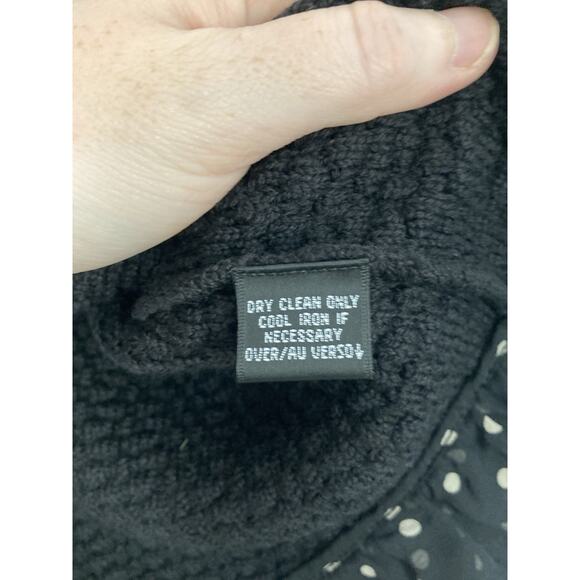 DRY CLEAN ONLY
COOL IRON IF
NECESSARY
OVER/AU VERSO↓